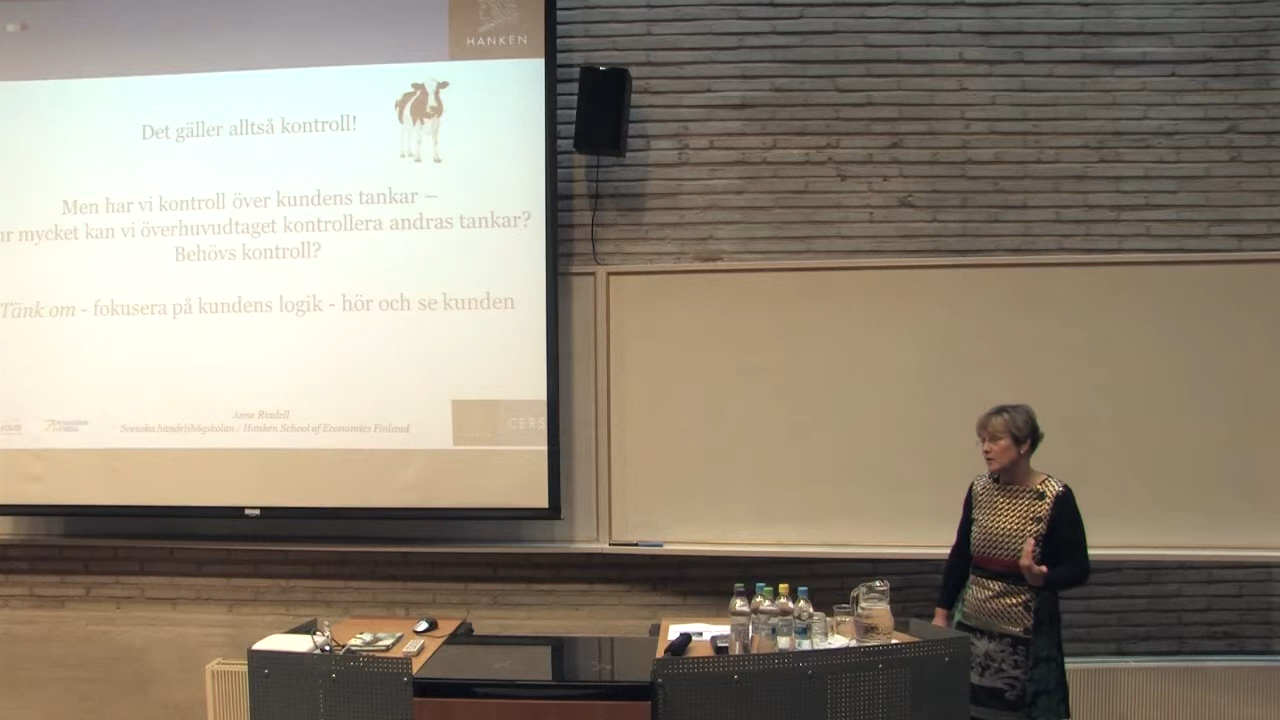 HANKEN
Det gäller alltså kontroll!
Men har vi kontroll över kundens tankar –
ur mycket kan vi överhuvudtaget kontrollera andras tankar?
Behövs kontroll?
Tänk om - fokusera på kundens logik - hör och se kunden
Anne Rindell
Svenska handelshögskolan / Hanken School of Economics Finland
CERS